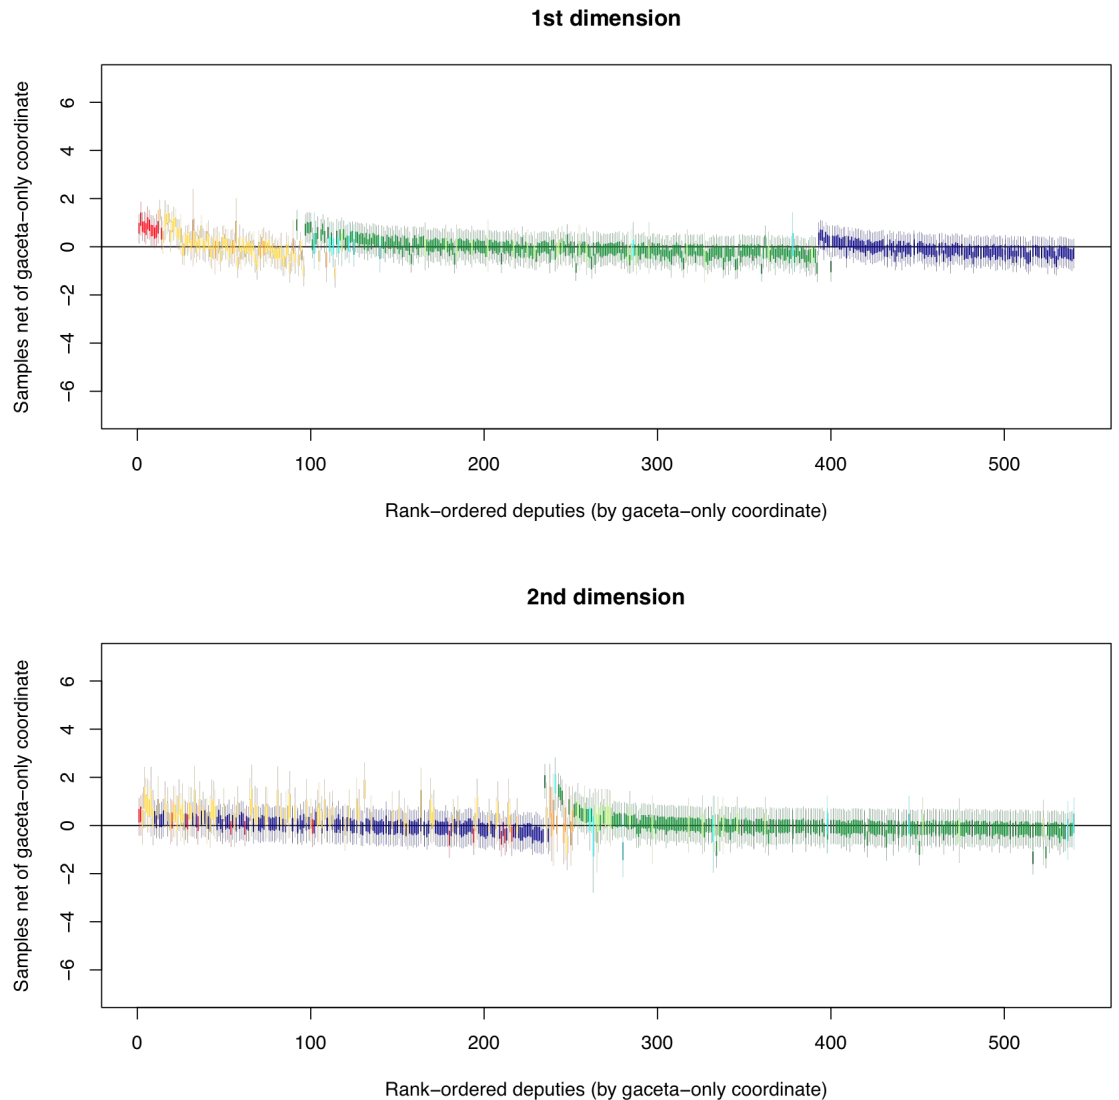 1st dimension
Samples net of gaceta−only coordinate
6
4
2
0
−2
−4
−6
0 100 200 300 400 500
Rank−ordered deputies (by gaceta−only coordinate)
2nd dimension
Samples net of gaceta−only coordinate
6
4
2
0
−2
−4
−6
0 100 200 300 400 500
Rank−ordered deputies (by gaceta−only coordinate)